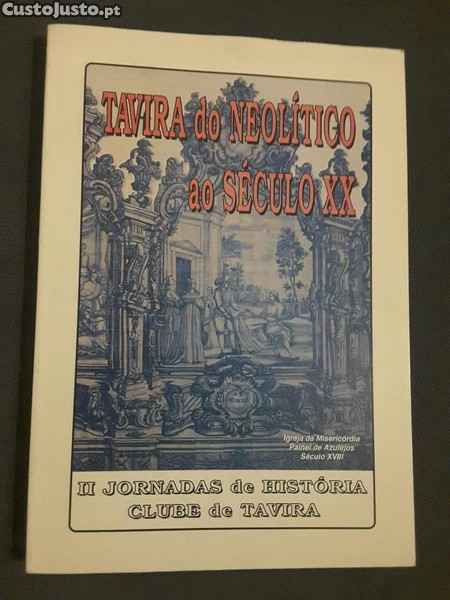 CustoJusto.pt
TAVIRA do NEOLÍTICO
ao SÉCULO XX
Igreja da Misericórdia
Painel de Azulejos
Século XVIII
II JORNADAS de HISTÓRIA
CLUBE de TAVIRA